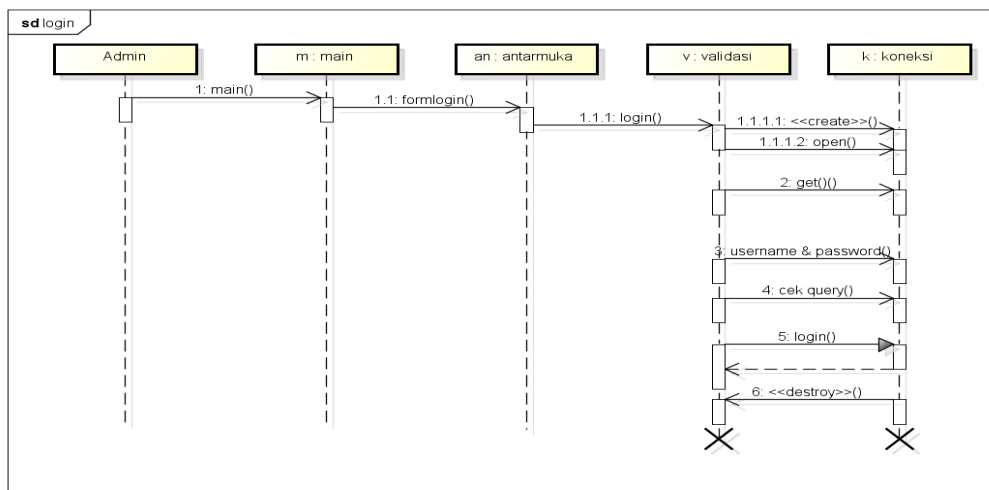 sd login
Admin
m : main
an : antarmuka
v : validasi
k : koneksi
1: main()
1.1: formlogin()
1.1.1: login()
1.1.1.1: <<create>>()
1.1.1.2: open()
2: get()()
3: username & password()
4: cek query()
5: login()
6: <<destroy>>()